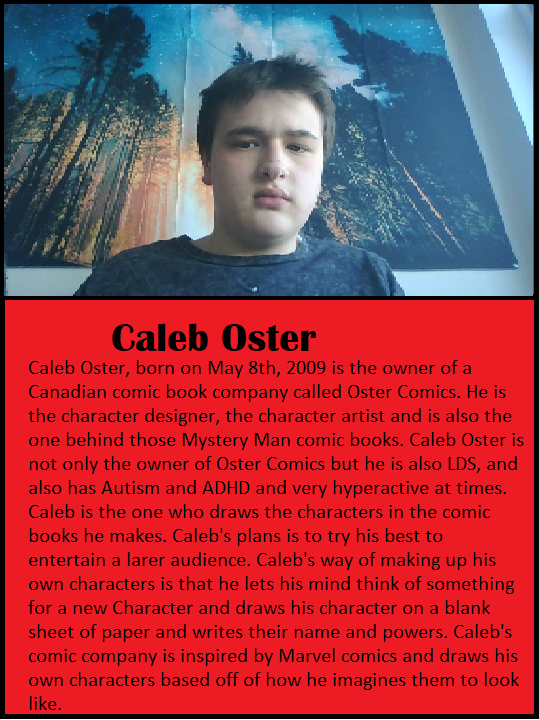 Caleb Oster
Caleb Oster, born on May 8th, 2009 is the owner of a
Canadian comic book company called Oster Comics. He is
the character designer, the character artist and is also the
one behind those Mystery Man comic books. Caleb Oster is
not only the owner of Oster Comics but he is also LDS, and
also has Autism and ADHD and very hyperactive at times.
Caleb is the one who draws the characters in the comic
books he makes. Caleb's plans is to try his best to
entertain a larer audience. Caleb's way of making up his
own characters is that he lets his mind think of something
for a new Character and draws his character on a blank
sheet of paper and writes their name and powers. Caleb's
comic company is inspired by Marvel comics and draws his
own characters based off of how he imagines them to look
like.